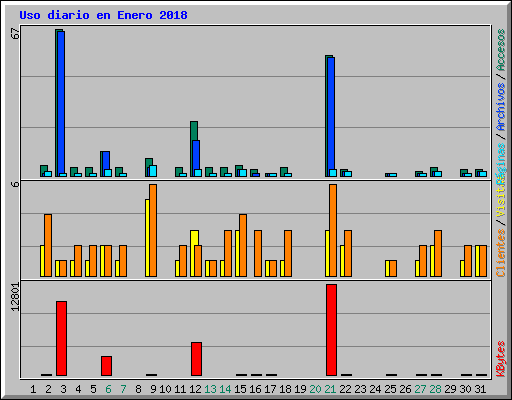 Uso diario en Enero 2018
67
6
12801
Accesos / Archivos / Páginas
Visitas / Clientes
KBytes
1 2 3 4 5 6 7 8 9 10 11 12 13 14 15 16 17 18 19 20 21 22 23 24 25 26 27 28 29 30 31